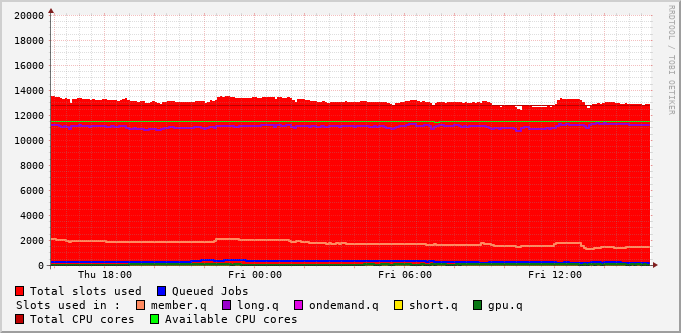 20000
18000
16000
14000
12000
10000
8000
6000
4000
2000
0
Thu 18:00 Fri 00:00 Fri 06:00 Fri 12:00
RRDTOOL / TOBI OETIKER
Total slots used Queued Jobs
Slots used in : member.q long.q ondemand.q short.q gpu.q
Total CPU cores Available CPU cores